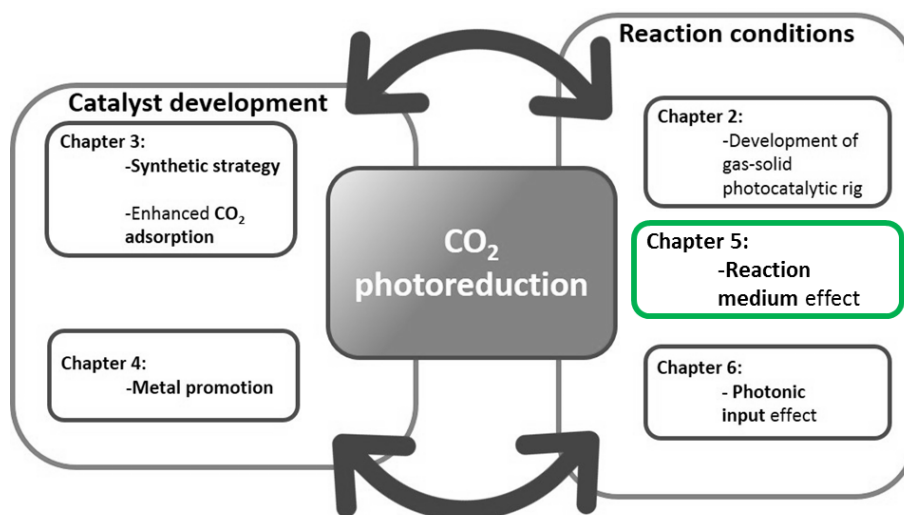 Catalyst development
Chapter 3:
-Synthetic strategy
-Enhanced CO2
adsorption
Chapter 4:
-Metal promotion
CO2
photoreduction
Reaction conditions
Chapter 2:
-Development of
gas-solid
photocatalytic rig
Chapter 5:
-Reaction
medium effect
Chapter 6:
- Photonic
input effect